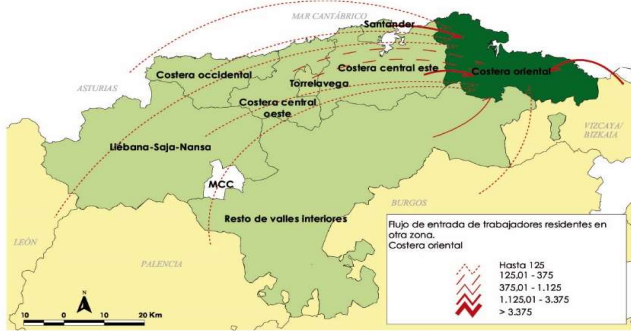 MAR CANTÁBRICO
Santander
Costera occidental
Costera central este
Costera oriental
ASTURIAS
Torrelavega
Costera central
oeste
VIZCAYA/
BIZKAIA
Liébana-Saja-Nansa
MCC
BURGOS
Resto de valles interiores
LEÓN
PALENCIA
Flujo de entrada de trabajadores residentes en
otra zona.
Costera oriental
Hasta 125
125,01 - 375
375,01 - 1.125
1.125,01 - 3.375
> 3.375
N
10 0 10 20 Km